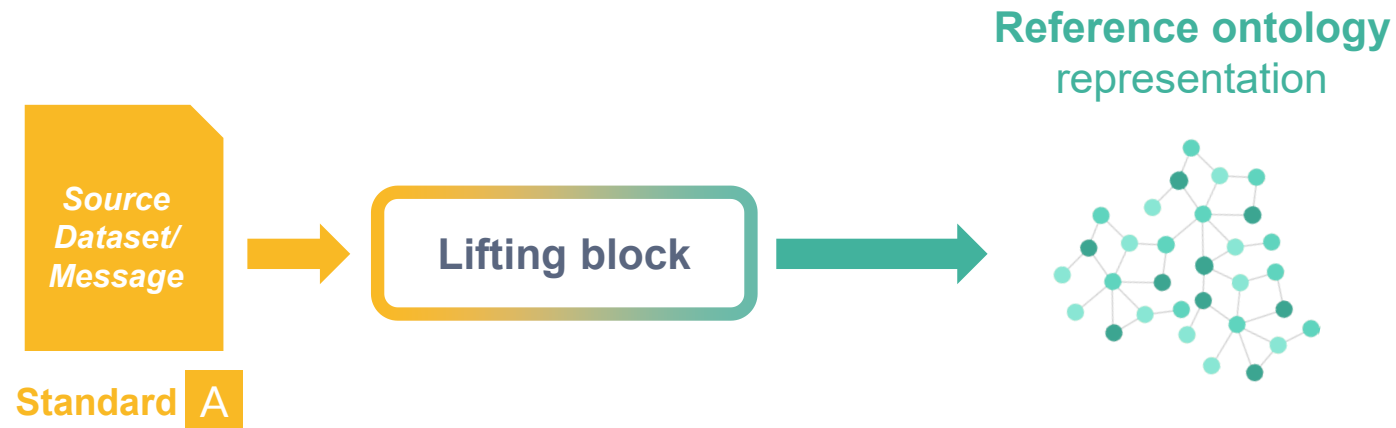 Reference ontology
representation
Source
Dataset/
Message
Lifting block
Standard A